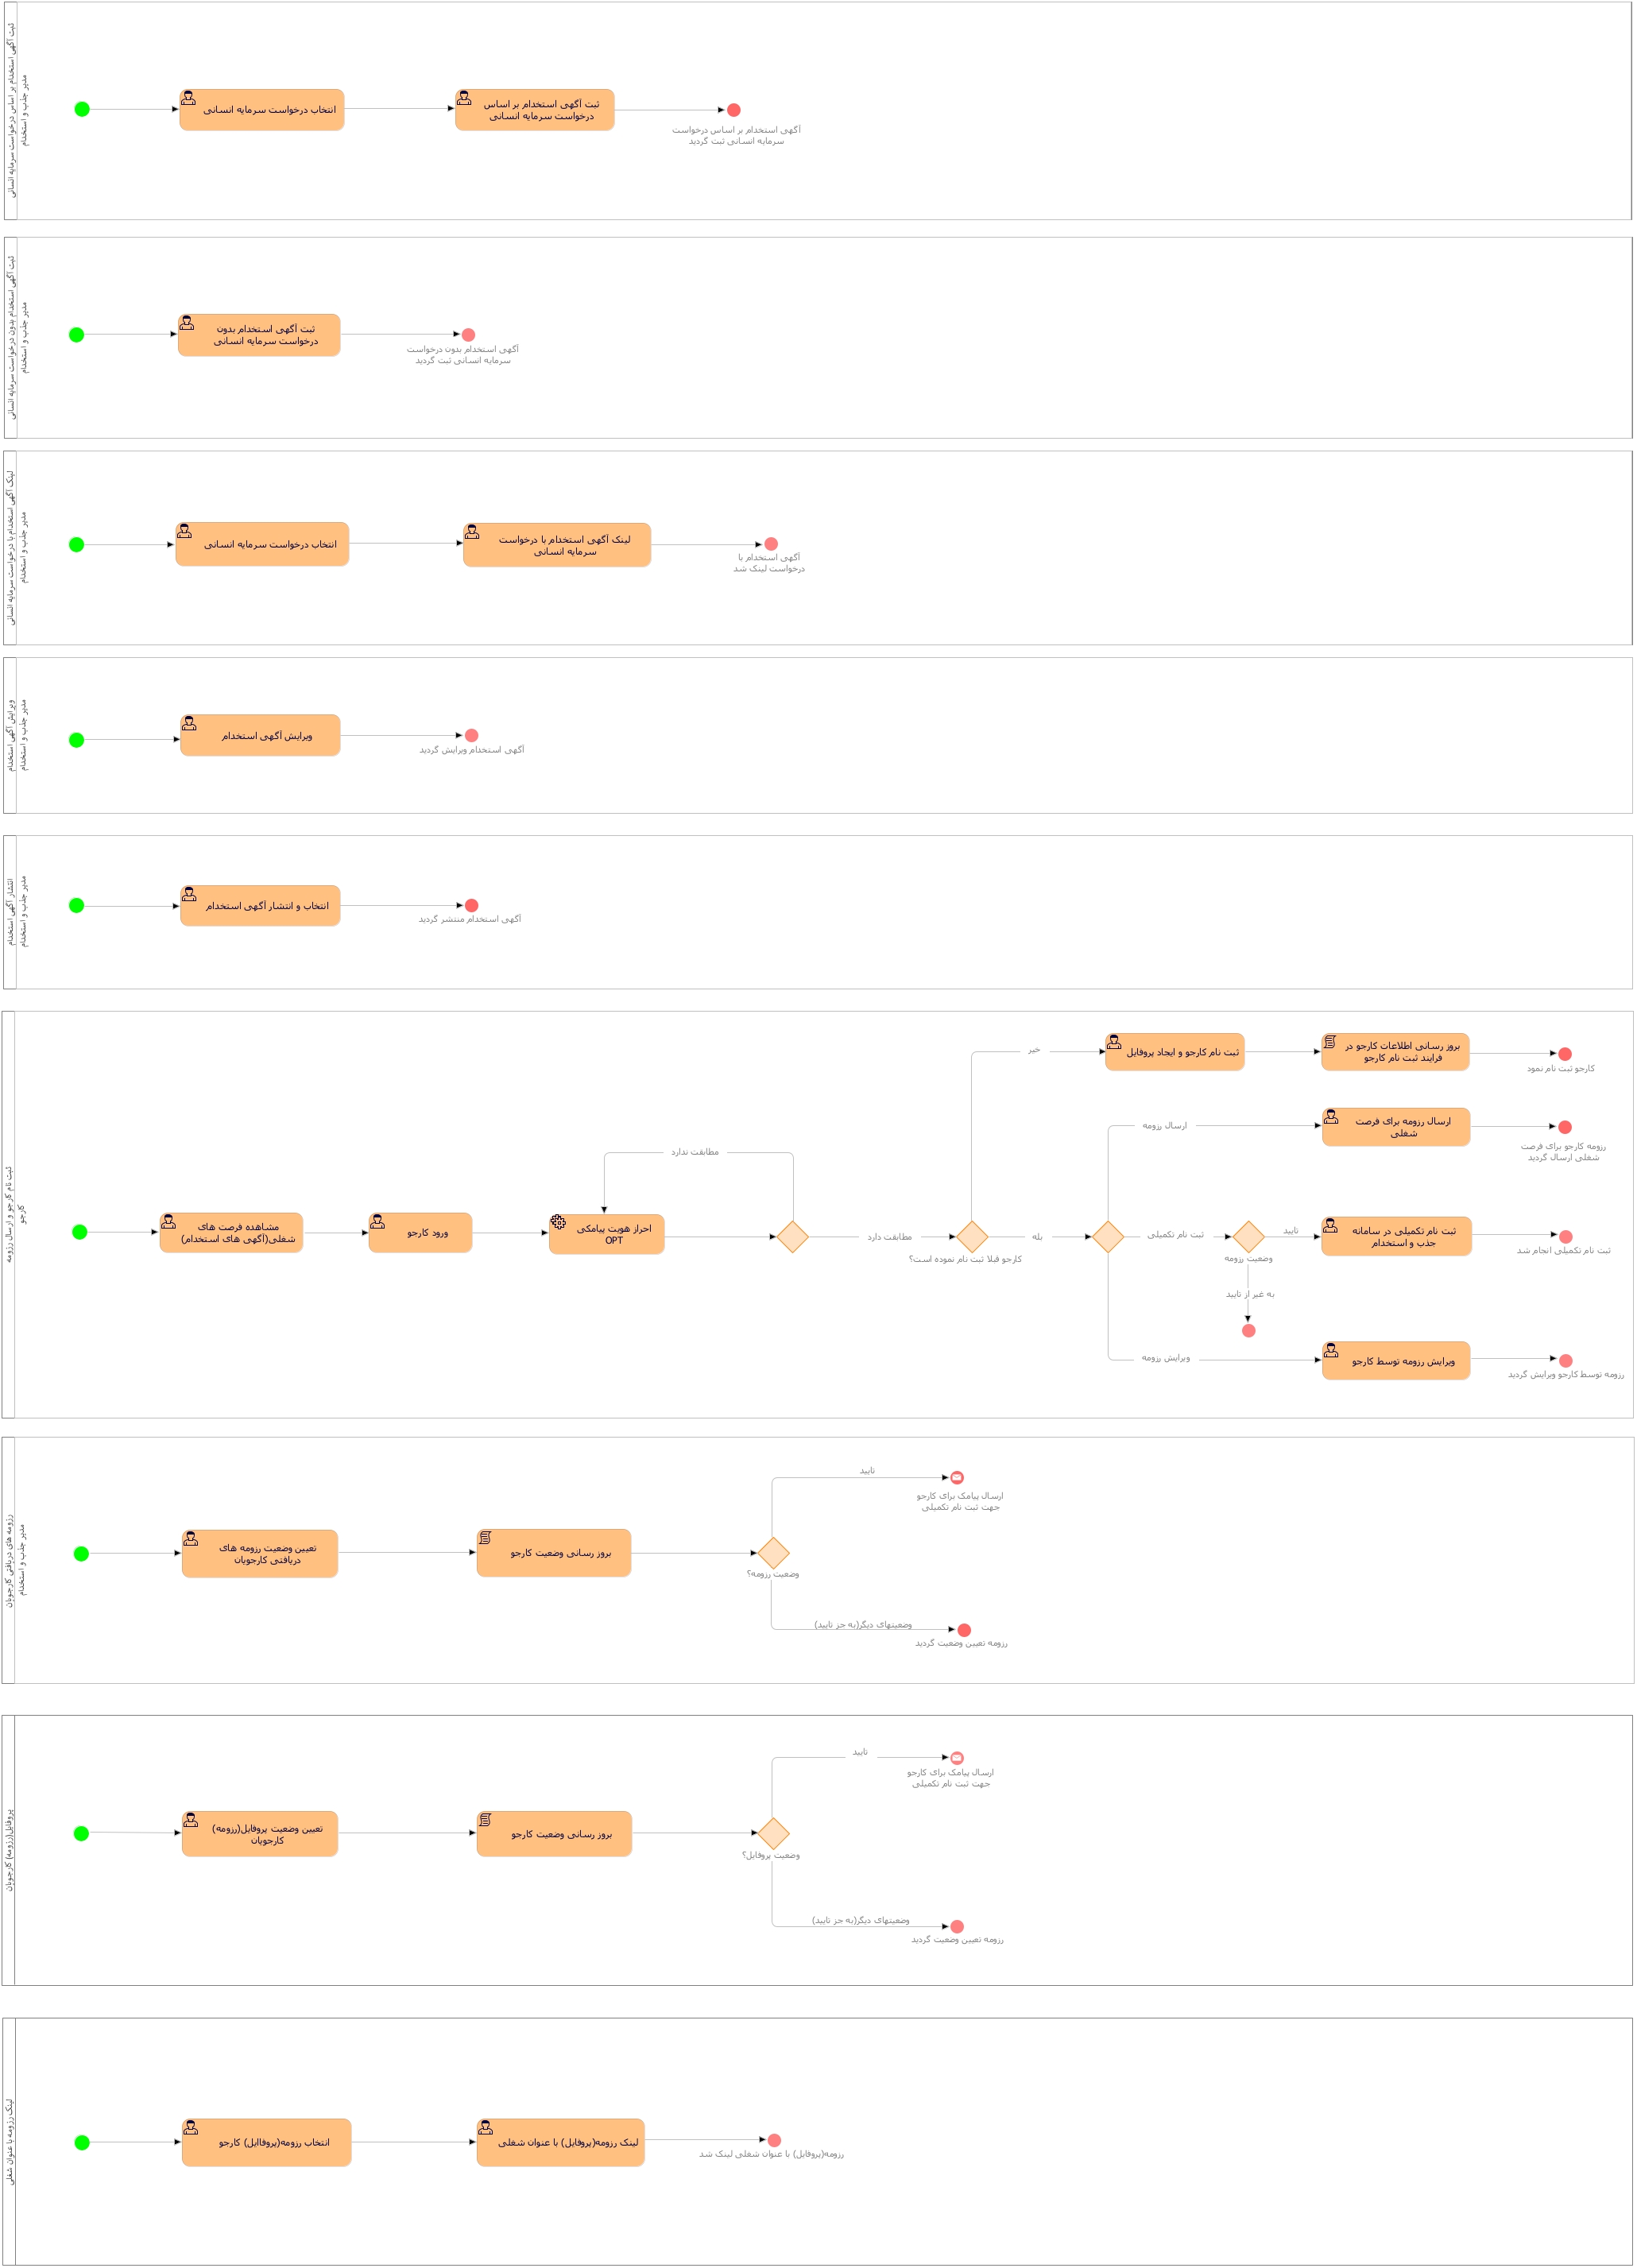 ثبت آگهی استخدام بر اساس درخواست سرمایه انسانی
مدیر جذب و استخدام
انتخاب درخواست سرمایه انسانی
ثبت آگهی استخدام بر اساس
درخواست سرمایه انسانی
آگهی استخدام بر اساس درخواست
سرمایه انسانی ثبت گردید
ثبت آگهی استخدام بدون درخواست سرمایه انسانی
مدیر جذب و استخدام
ثبت آگهی استخدام بدون
درخواست سرمایه انسانی
آگهی استخدام بدون درخواست
سرمایه انسانی ثبت گردید
لینک آگهی استخدام با درخواست سرمایه انسانی
مدیر جذب و استخدام
انتخاب درخواست سرمایه انسانی
لینک آگهی استخدام با درخواست
سرمایه انسانی
آگهی استخدام با
درخواست لینک شد
ویرایش آگهی استخدام
مدیر جذب و استخدام
ویرایش آگهی استخدام
آگهی استخدام ویرایش گردید
انتشار آگهی استخدام
مدیر جذب و استخدام
انتخاب و انتشار آگهی استخدام
آگهی استخدام منتشر گردید
ثبت نام کارجو و ارسال رزومه
کارجو
مشاهده فرصت های
شغلی(آگهی های استخدام)
ورود کارجو
احراز هویت پیامکی
OPT
مطابقت ندارد
مطابقت دارد
کارجو قبلا ثبت نام نموده است؟
خیر
ثبت نام کارجو و ایجاد پروفایل
بروز رسانی اطلاعات کارجو در
فرایند ثبت نام کارجو
کارجو ثبت نام نمود
بله
ارسال رزومه
ارسال رزومه برای فرصت
شغلی
رزومه کارجو برای فرصت
شغلی ارسال گردید
ثبت نام تکمیلی
وضعیت رزومه
تایید
ثبت نام تکمیلی در سامانه
جذب و استخدام
ثبت نام تکمیلی انجام شد
به غیر از تایید
ویرایش رزومه
ویرایش رزومه توسط کارجو
رزومه توسط کارجو ویرایش گردید
رزومه های دریافتی کارجویان
مدیر جذب و استخدام
تعیین وضعیت رزومه های
دریافتی کارجویان
بروز رسانی وضعیت کارجو
وضعیت رزومه؟
تایید
ارسال پیامک برای کارجو
جهت ثبت نام تکمیلی
وضعیتهای دیگر(به جز تایید)
رزومه تعیین وضعیت گردید
پروفایل(رزومه) کارجویان
تعیین وضعیت پروفایل(رزومه)
کارجویان
بروز رسانی وضعیت کارجو
وضعیت پروفایل؟
تایید
ارسال پیامک برای کارجو
جهت ثبت نام تکمیلی
وضعیتهای دیگر(به جز تایید)
رزومه تعیین وضعیت گردید
لینک رزومه با عنوان شغلی
انتخاب رزومه(پروفاایل) کارجو
لینک رزومه(پروفایل) با عنوان شغلی
رزومه(پروفایل) با عنوان شغلی لینک شد